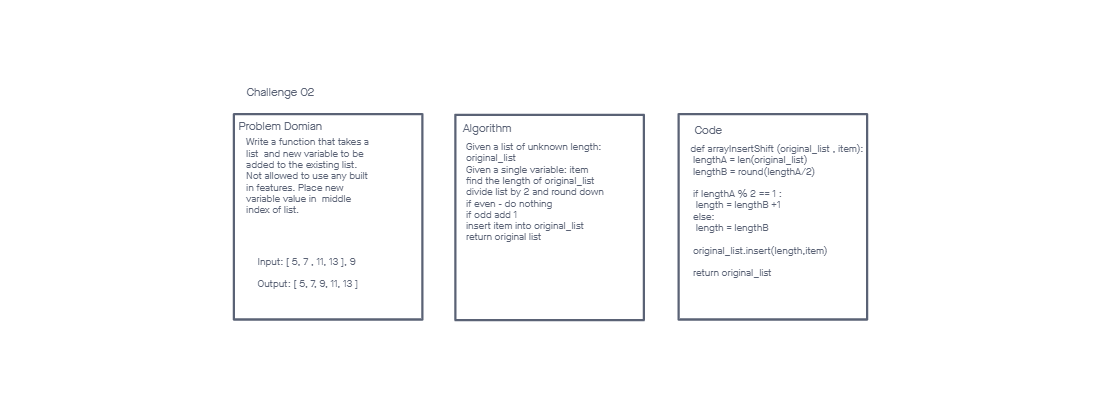 Challenge 02
Problem Domian
Write a function that takes a
list and new variable to be
added to the existing list.
Not allowed to use any built
in features. Place new
variable value in middle
index of list.
Input: [ 5, 7 , 11, 13 ], 9
Output: [ 5, 7, 9, 11, 13 ]
Algorithm
Given a list of unknown length:
original_list
Given a single variable: item
find the length of original_list
divide list by 2 and round down
if even - do nothing
if odd add 1
insert item into original_list
return original list
Code
def arrayInsertShift (original_list , item):
lengthA = len(original_list)
lengthB = round(lengthA/2)
if lengthA % 2 == 1 :
length = lengthB +1
else:
length = lengthB
original_list.insert(length,item)
return original_list